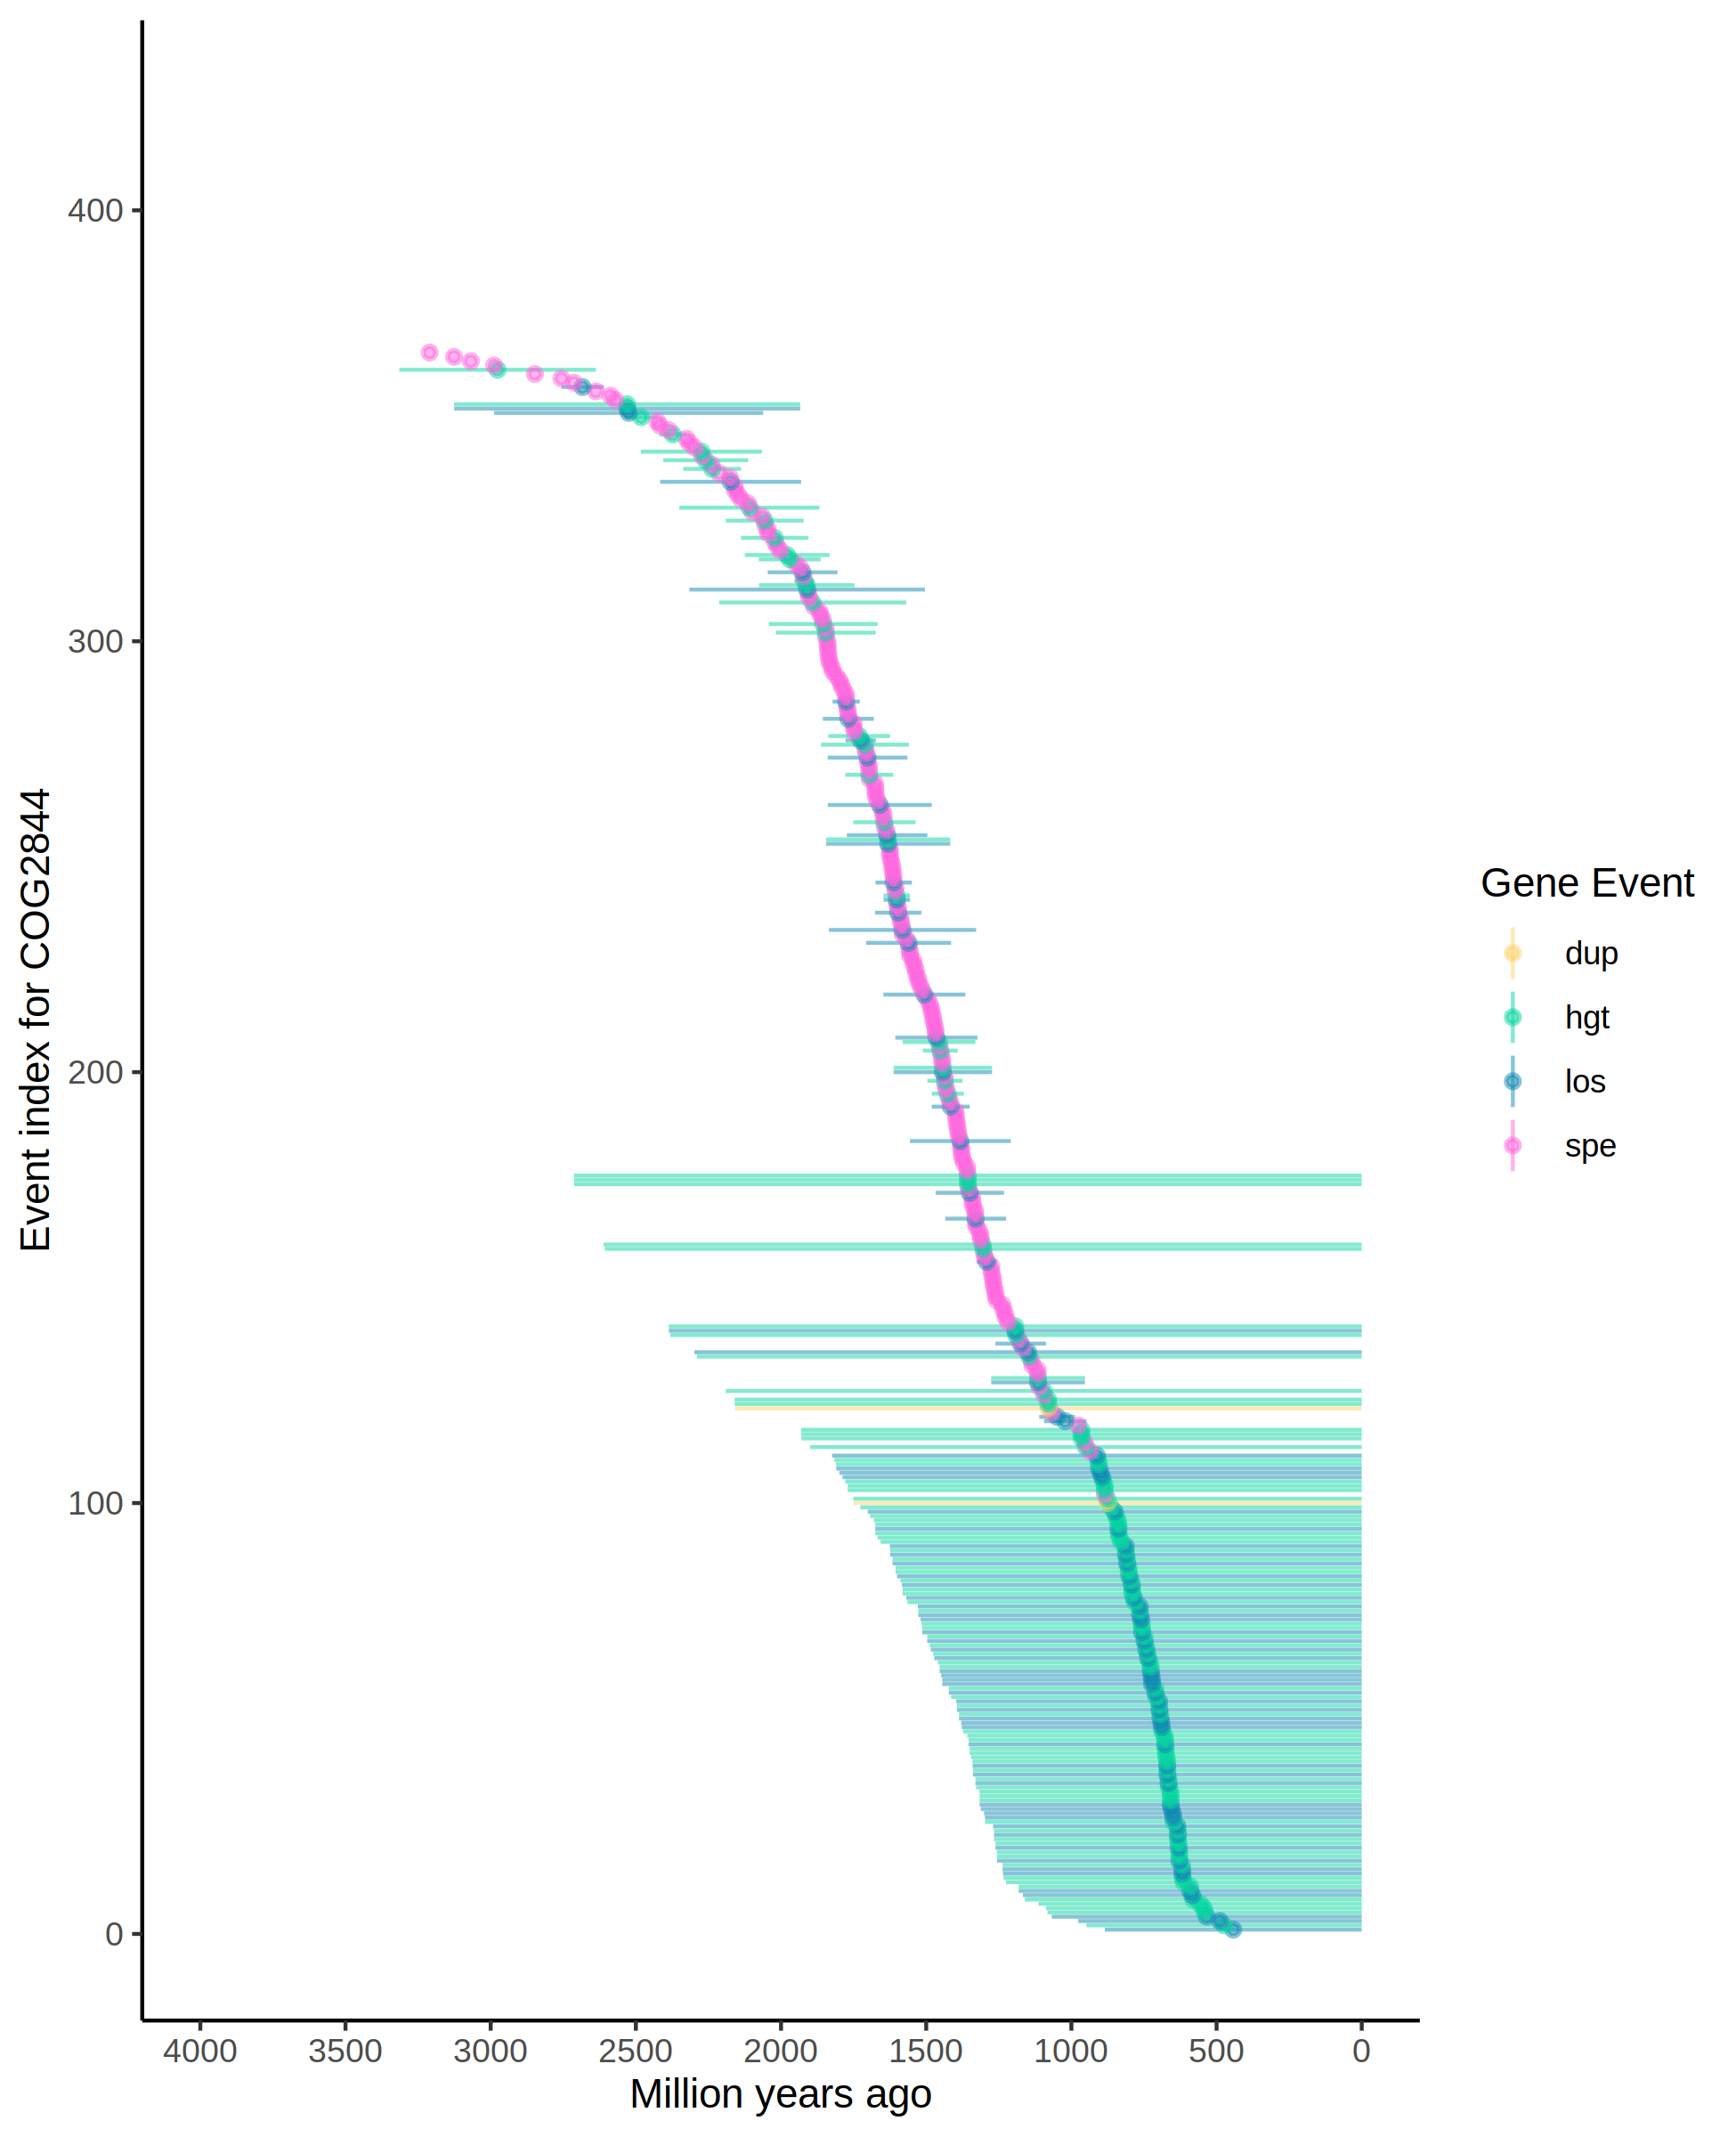 Event index for COG2844
400
300
200
100
0
4000 3500 3000 2500 2000 1500 1000 500 0
Million years ago
Gene Event
dup
hgt
los
spe